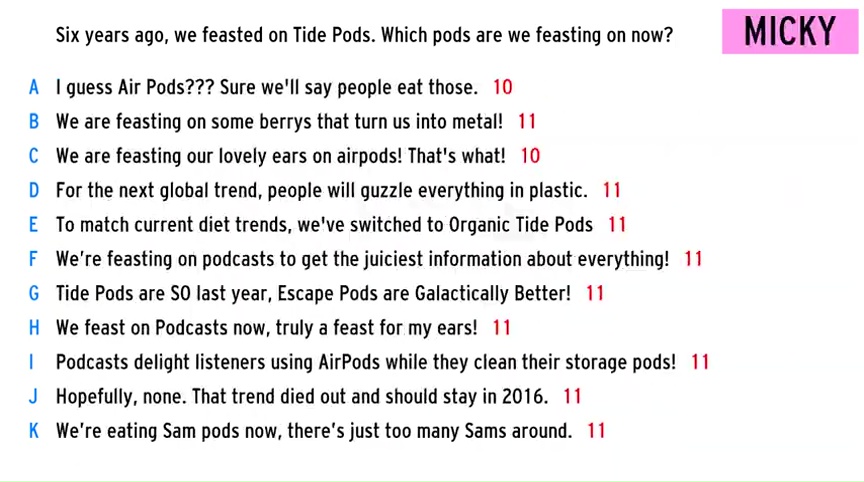 Six years ago, we feasted on Tide Pods. Which pods are we feasting on now?
MICKY
A I guess Air Pods??? Sure we'll say people eat those. 10
B We are feasting on some berrys that turn us into metal! 11
C We are feasting our lovely ears on airpods! That's what! 10
D For the next global trend, people will guzzle everything in plastic. 11
E To match current diet trends, we've switched to Organic Tide Pods 11
F We're feasting on podcasts to get the juiciest information about everything! 11
G Tide Pods are SO last year, Escape Pods are Galactically Better! 11
H We feast on Podcasts now, truly a feast for my ears! 11
I Podcasts delight listeners using AirPods while they clean their storage pods! 11
J Hopefully, none. That trend died out and should stay in 2016. 11
K We're eating Sam pods now, there's just too many Sams around. 11